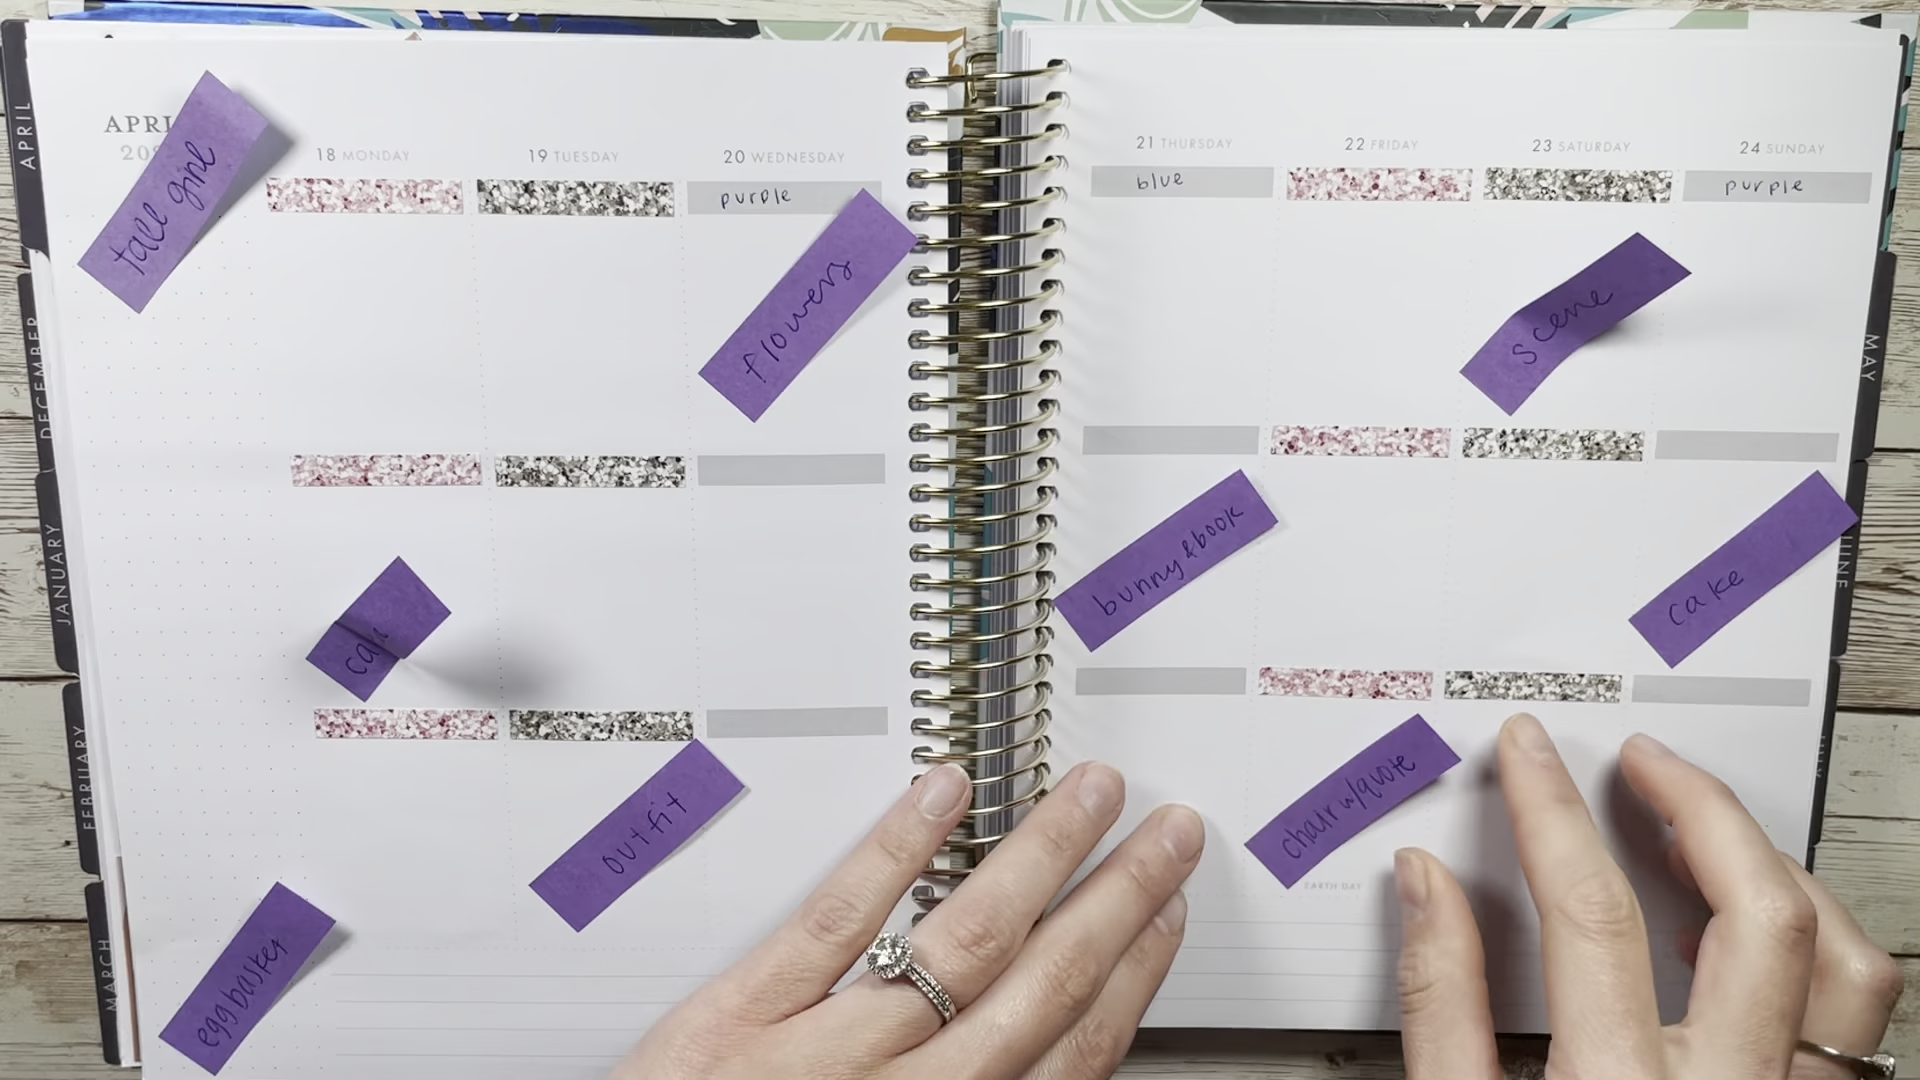 APRIL
DECEMBER
JANUARY
FEBRUARY
MARCH
tall girl
18 MONDAY
19 TUESDAY
20 WEDNESDAY
purple
flowers
outfit
egg basket
21 THURSDAY
22 FRIDAY
23 SATURDAY
24 SUNDAY
blue
purple
scene
bunny & book
cake
chair w/quote
EARTH DAY
MAY
JUNE